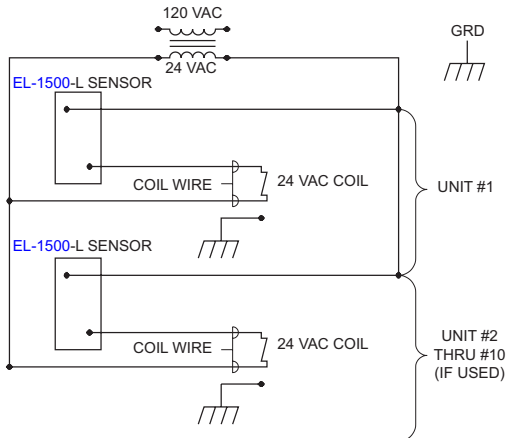 120 VAC
24 VAC
GRD
EL-1500-L SENSOR
COIL WIRE
24 VAC COIL
UNIT #1
EL-1500-L SENSOR
COIL WIRE
24 VAC COIL
UNIT #2
THRU #10
(IF USED)